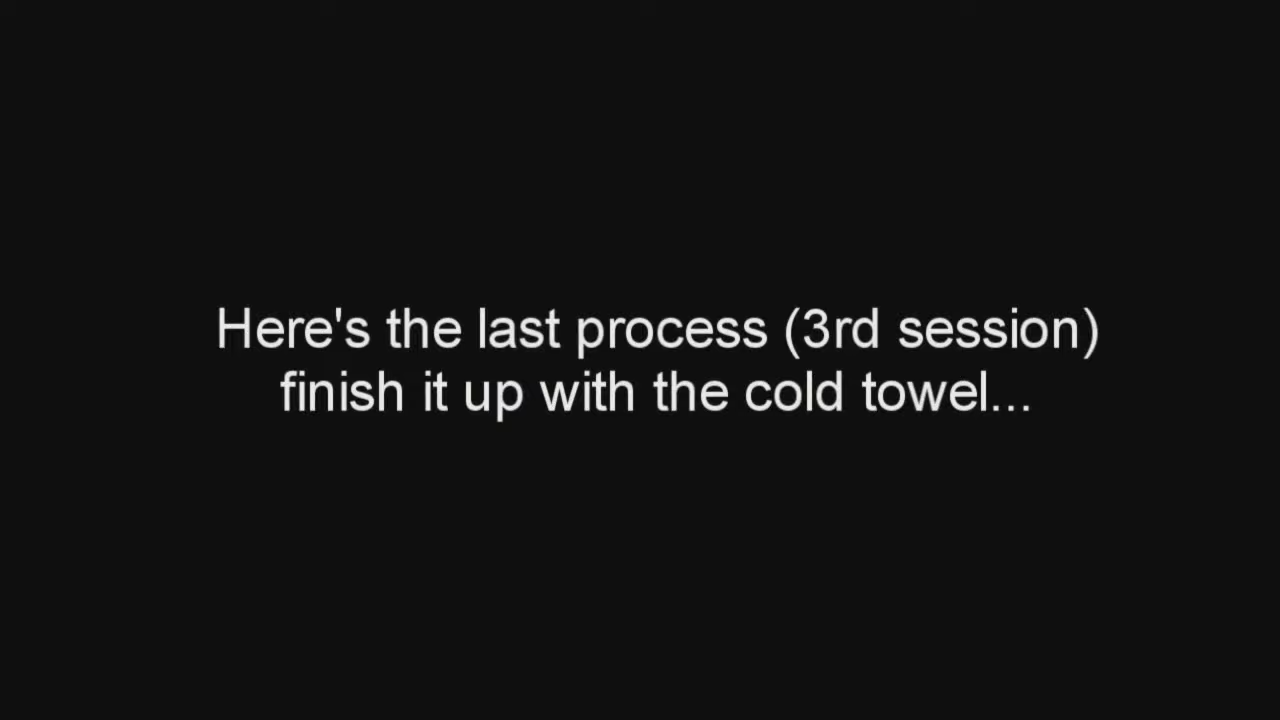 Here's the last process (3rd session)
finish it up with the cold towel...